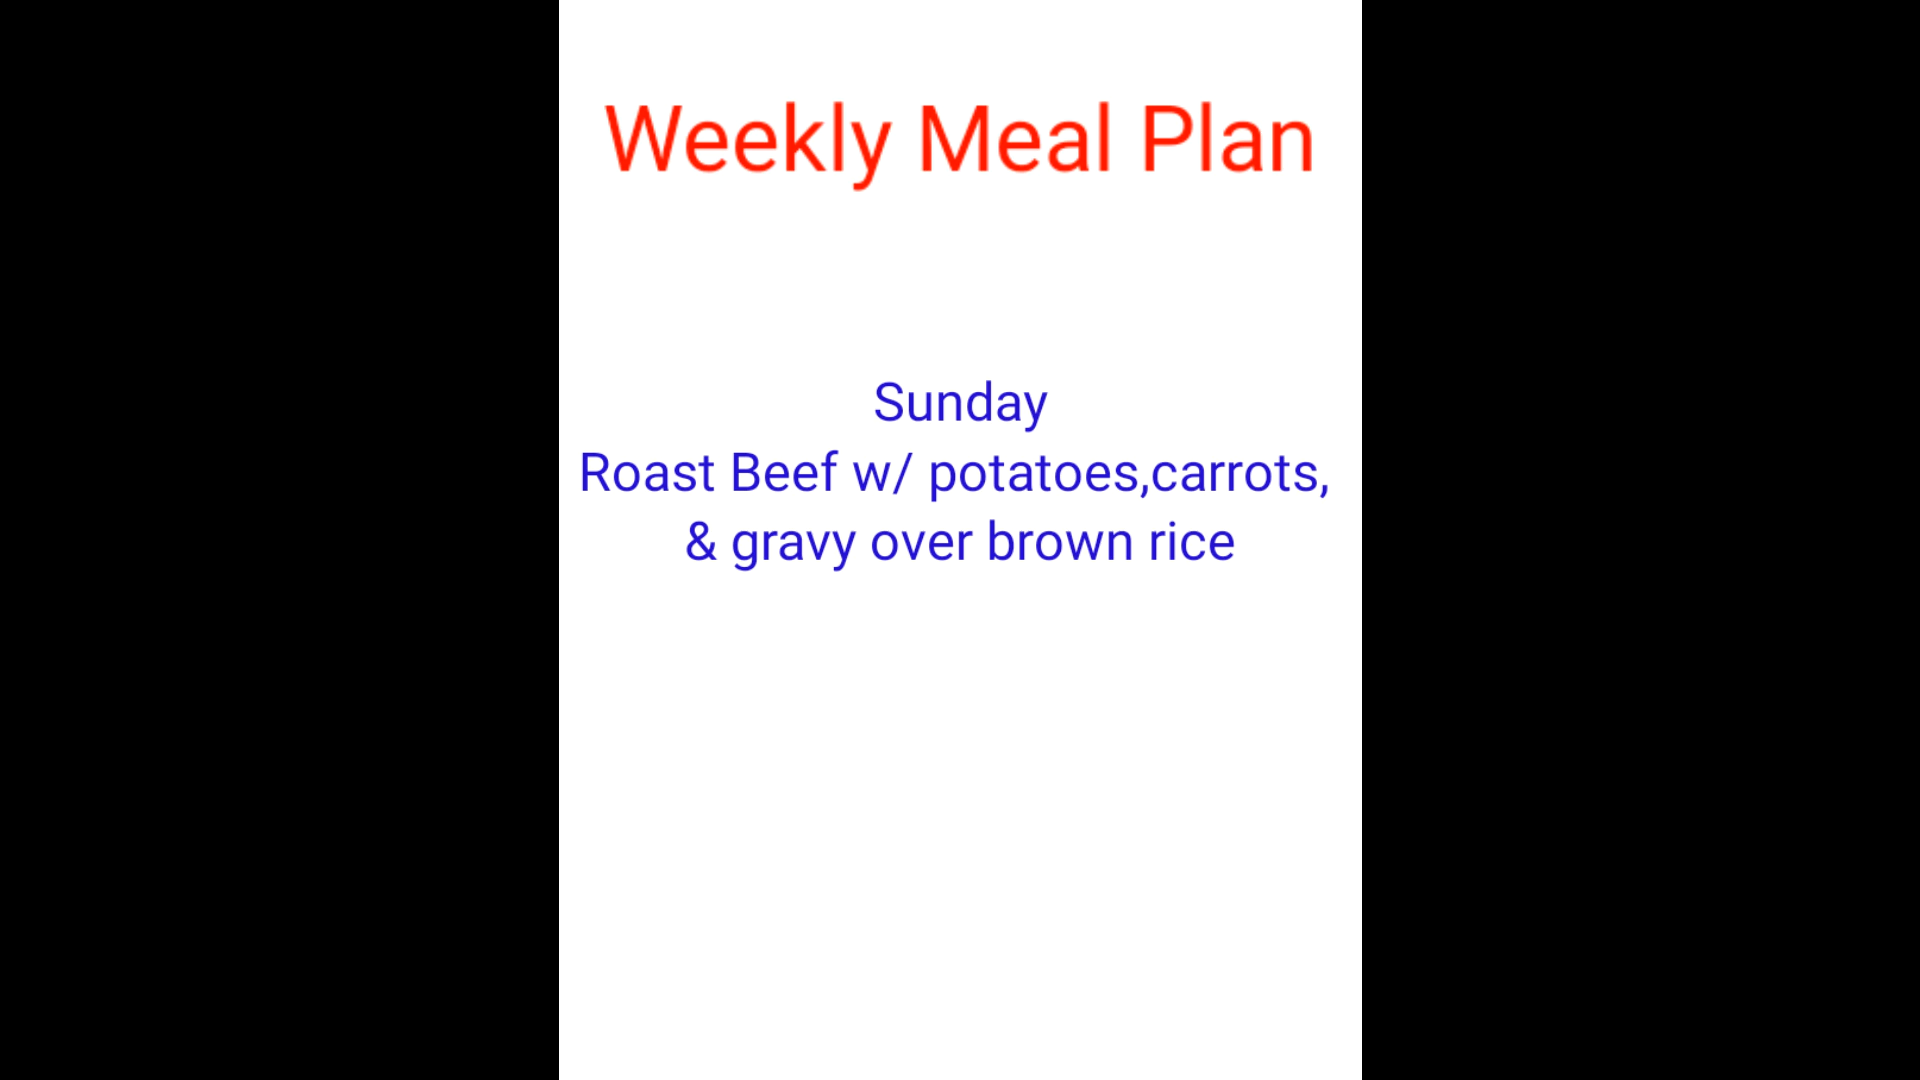 Weekly Meal Plan
Sunday
Roast Beef w/ potatoes,carrots,
& gravy over brown rice